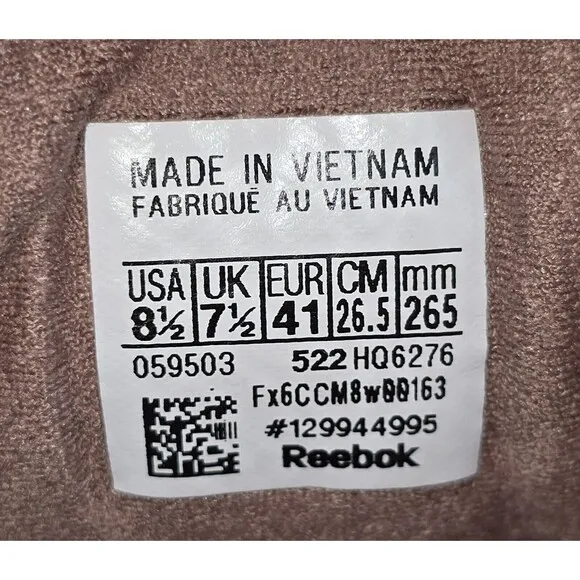 MADE IN VIETNAM
FABRIQUÉ AU VIETNAM
USA UK EUR CM mm
8½ 7½ 41 26.5 265
059503 522 HQ6276
Fx6CCM8w00163
#129944995
Reebok